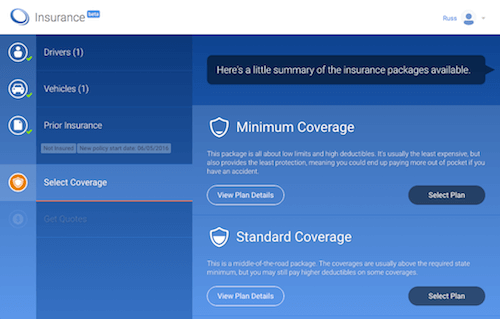 Insurance beta
Russ
Drivers (1)
Vehicles (1)
Prior Insurance
Not Insured New policy start date: 06/05/2016
Select Coverage
Get Quotes
Here's a little summary of the insurance packages available.
Minimum Coverage
This package is all about low limits and high deductibles. It's usually the least expensive, but
also provides the least protection, meaning you could end up paying more out of pocket if you
have an accident.
View Plan Details
Select Plan
Standard Coverage
This is a middle-of-the-road package. The coverages are usually above the required state
minimum, but you may still pay higher deductibles on some coverages.
View Plan Details
Select Plan